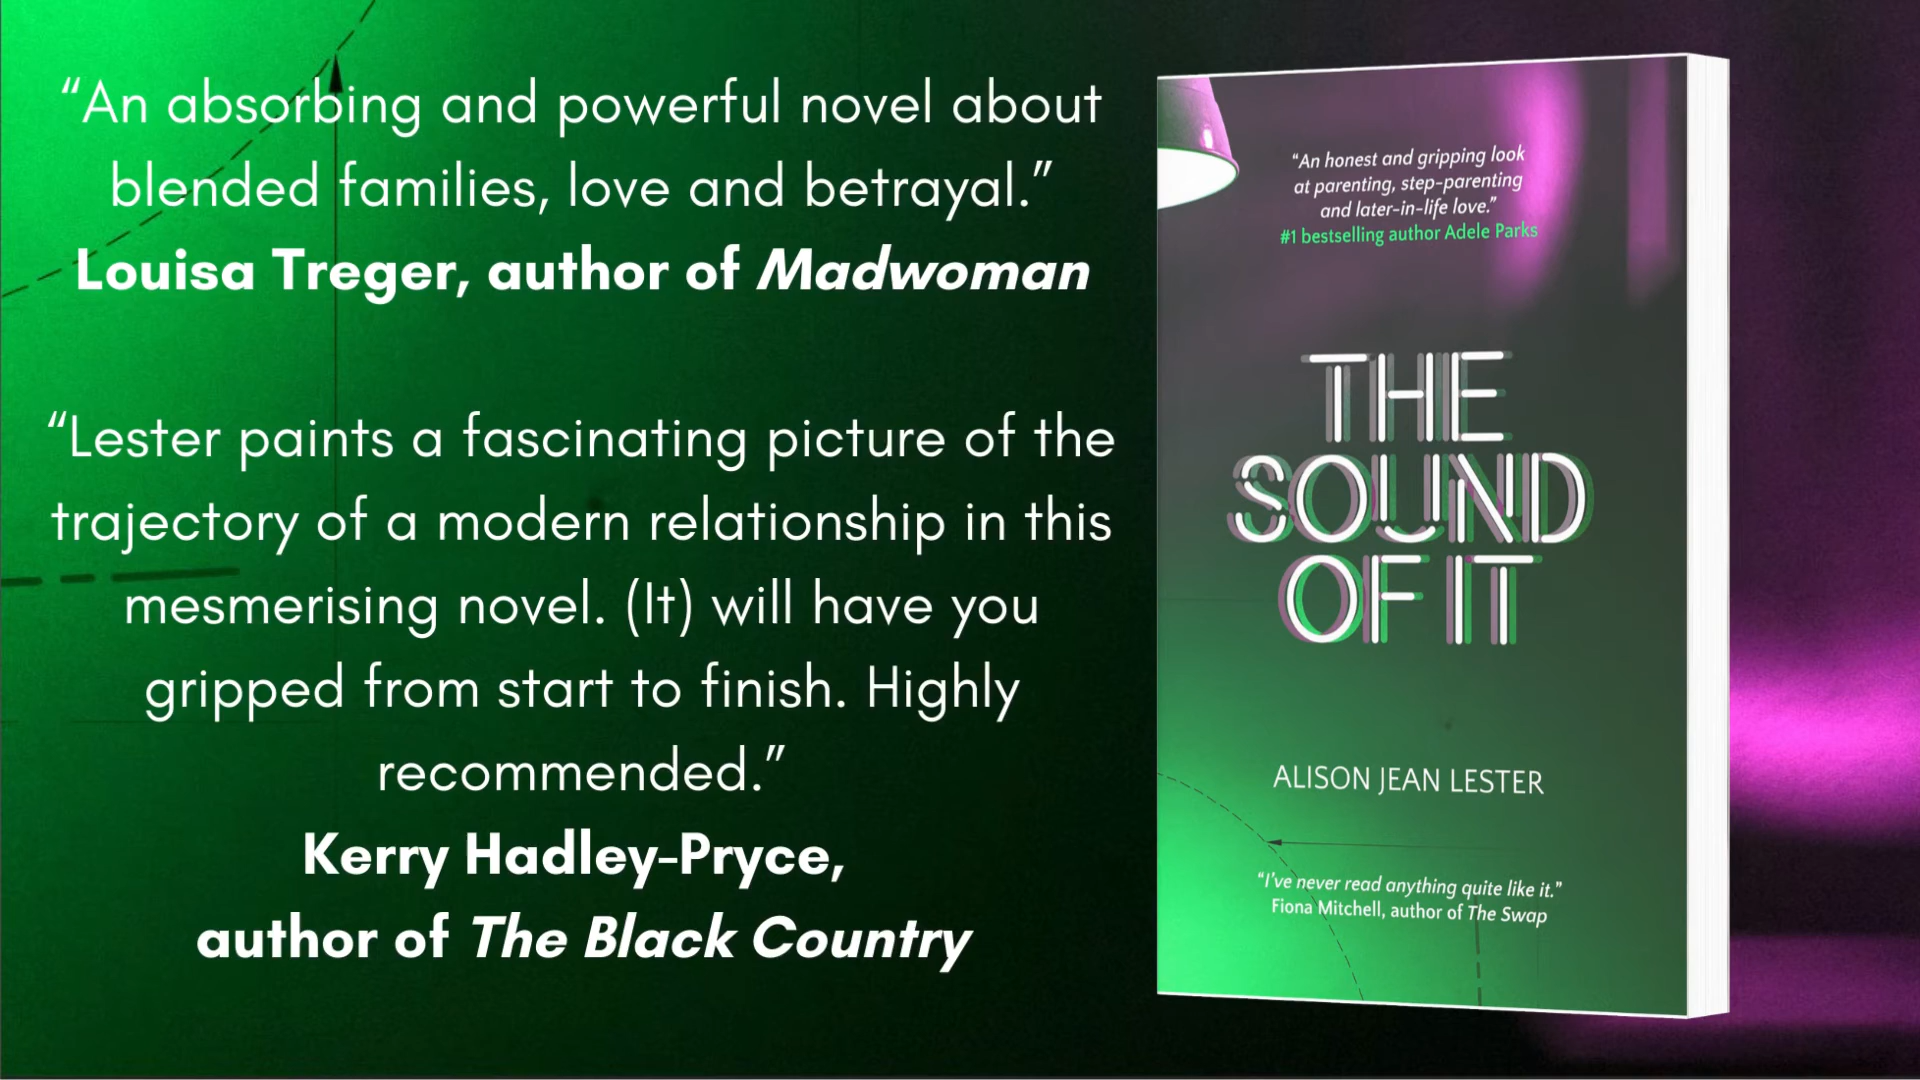 “An absorbing and powerful novel about
blended families, love and betrayal.”
Louisa Treger, author of Madwoman
“Lester paints a fascinating picture of the
trajectory of a modern relationship in this
mesmerising novel. (It) will have you
gripped from start to finish. Highly
recommended.”
Kerry Hadley-Pryce,
author of The Black Country
“An honest and gripping look
at parenting, step-parenting
and later-in-life love.”
#1 bestselling author Adele Parks
THE
SOUND
OF IT
ALISON JEAN LESTER
“I’ve never read anything quite like it.”
Fiona Mitchell, author of The Swap